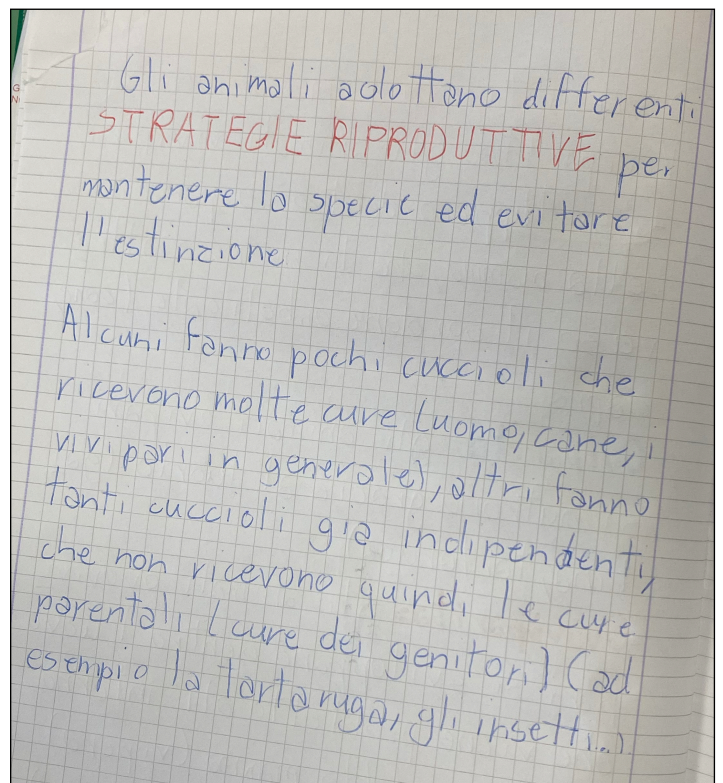 Gli animali adottano differenti
STRATEGIE RIPRODUTTIVE per
mantenere la specie ed evitare
l'estinzione
Alcuni fanno pochi cuccioli che
ricevono molte cure (uomo, cane, i
vivipari in generale), altri fanno
tanti cuccioli già indipendenti,
che non ricevono quindi le cure
parentali (cure dei genitori) (ad
esempio la tartaruga, gli insetti...)